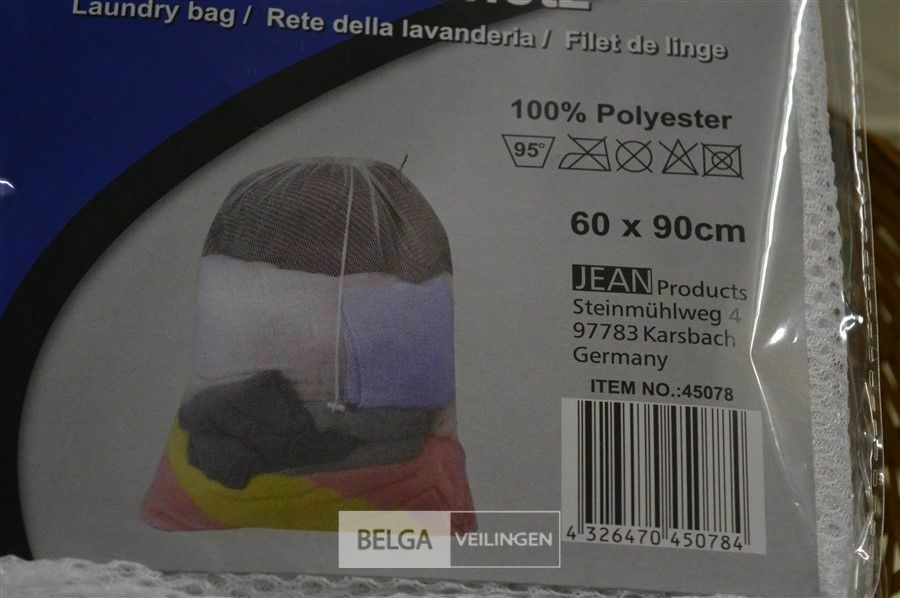 Laundry bag / Rete della lavanderia / Filet de linge
100% Polyester
95°
60 x 90cm
JEAN Products
Steinmühlweg 4
97783 Karsbach
Germany
ITEM NO.:45078
4 326470 450784
BELGA VEILINGEN